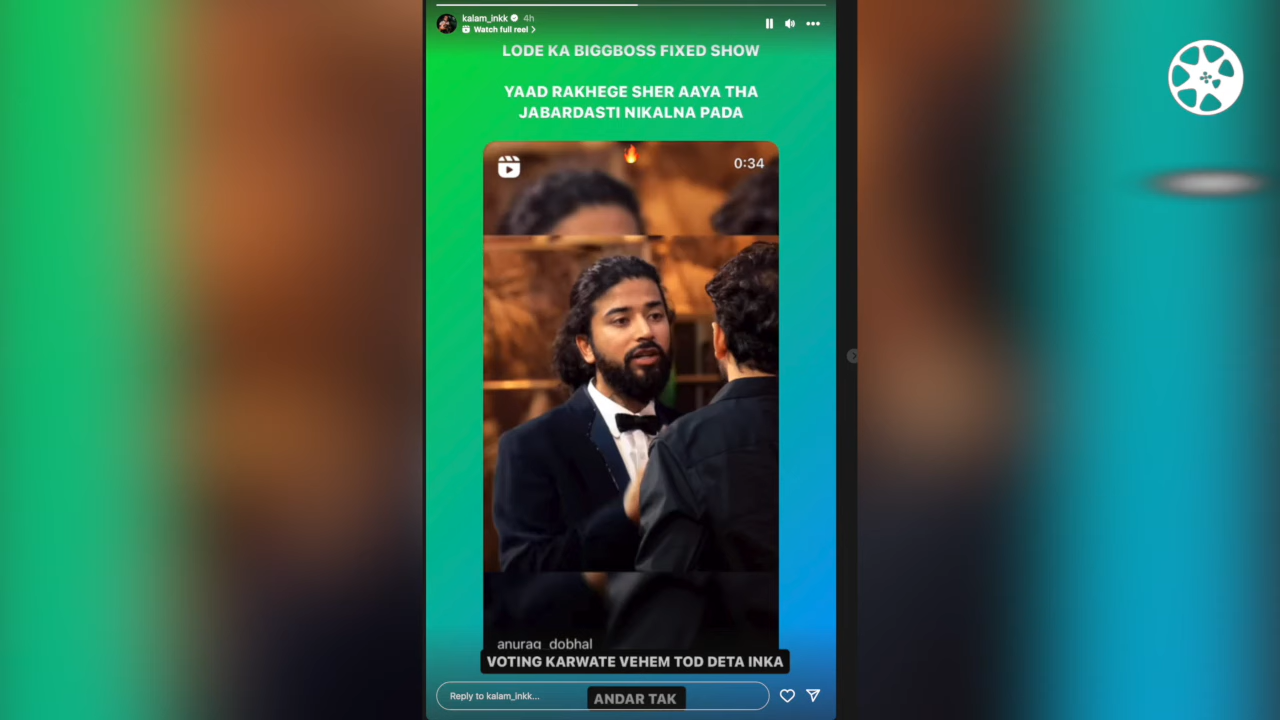 kalam_inkk 4h
Watch full reel
LODE KA BIGGBOSS FIXED SHOW
YAAD RAKHEGE SHER AAYA THA
JABARDASTI NIKALNA PADA
0:34
anurag_dobhal
VOTING KARWATE VEHEM TOD DETA INKA
Reply to kalam_inkk...
ANDAR TAK